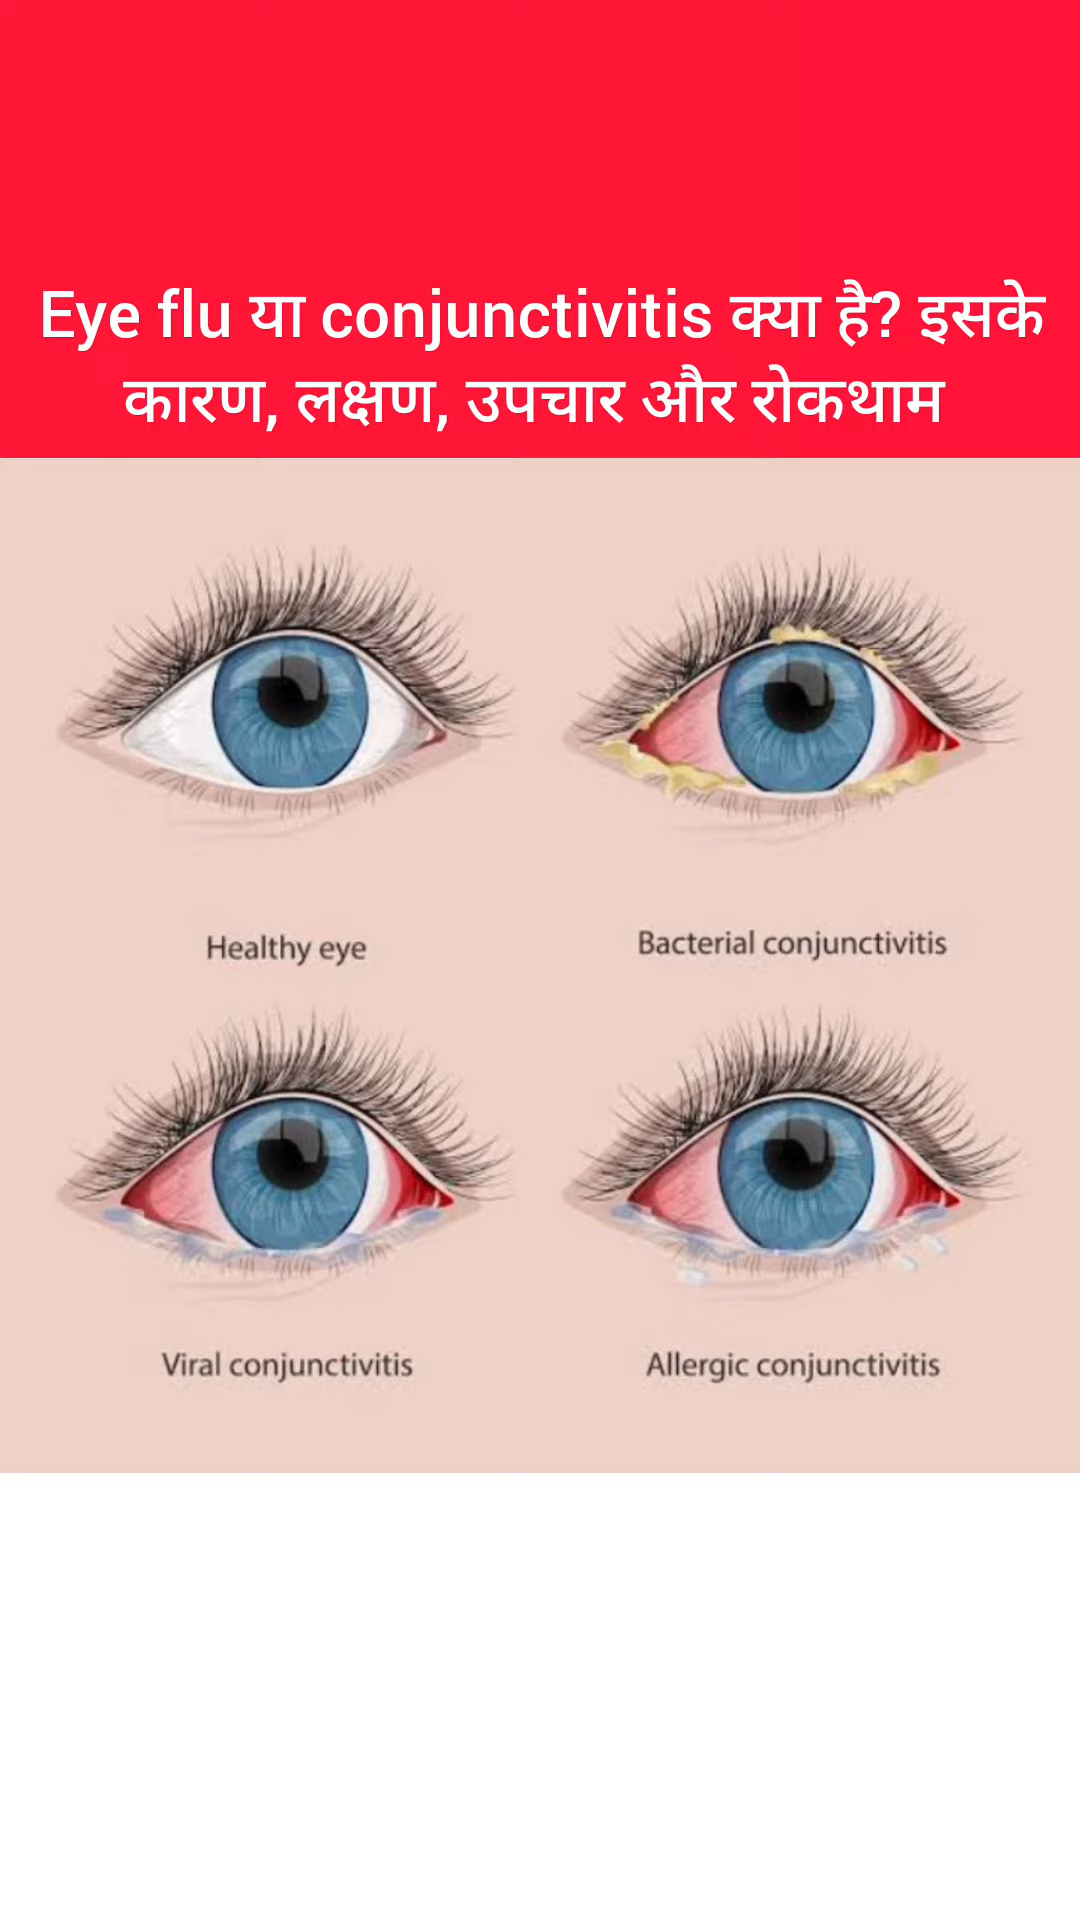 Eye flu या conjunctivitis क्या है? इसके
कारण, लक्षण, उपचार और रोकथाम
Healthy eye
Bacterial conjunctivitis
Viral conjunctivitis
Allergic conjunctivitis